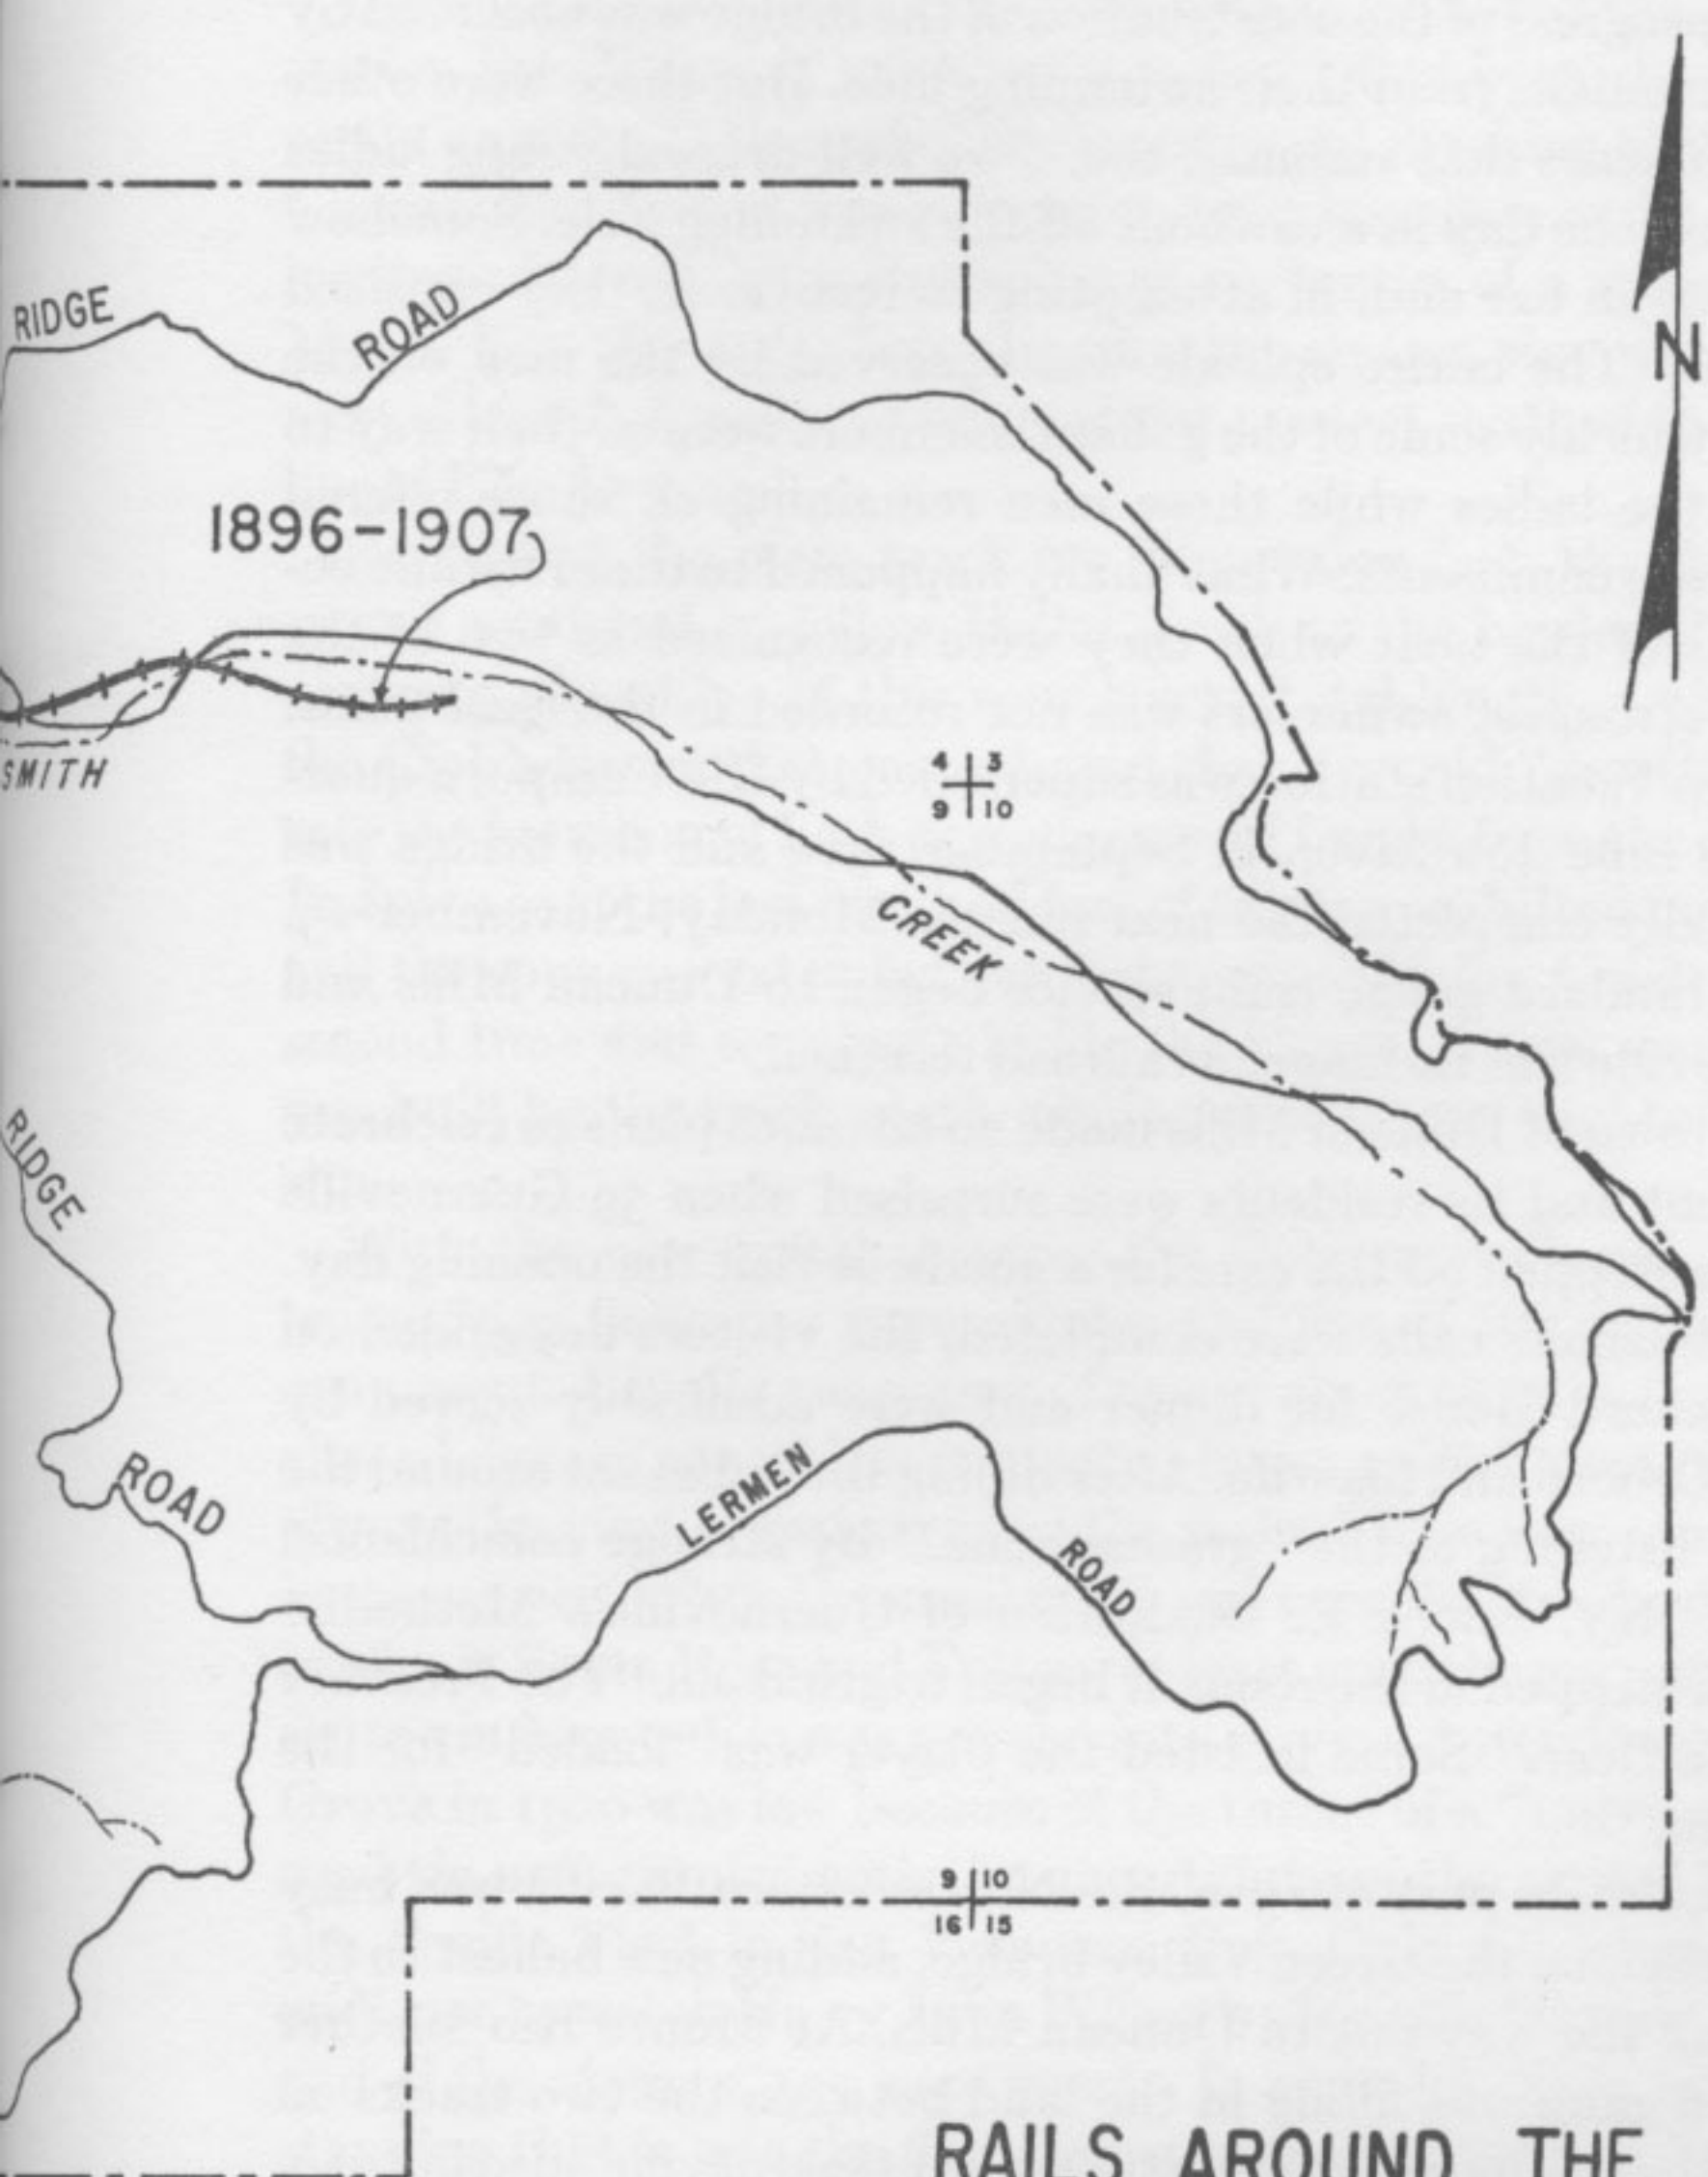 RIDGE ROAD
N
1896-1907
SMITH
4 3
9 10
CREEK
RIDGE
ROAD
LERMEN
ROAD
9 10
16 15
RAILS AROUND THE